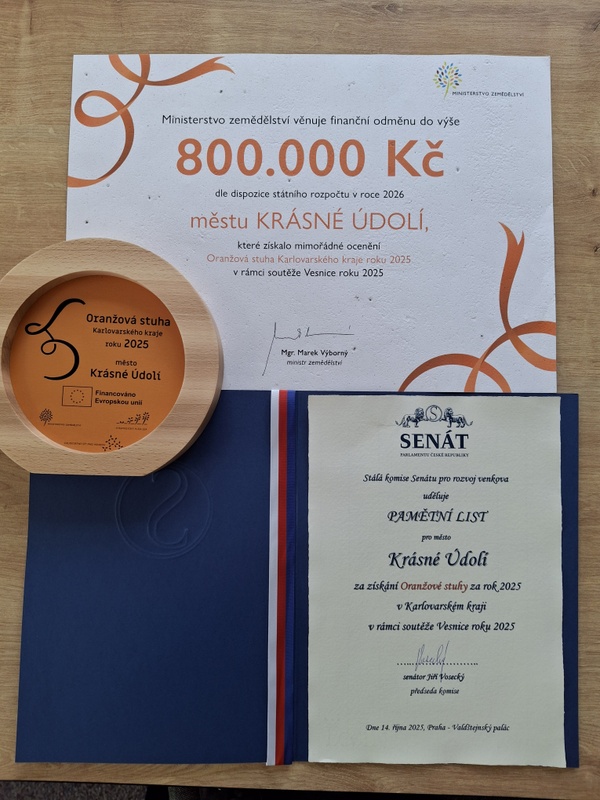 MINISTERSTVO ZEMĚDĚLSTVÍ
Ministerstvo zemědělství věnuje finanční odměnu do výše
800.000 Kč
dle dispozice státního rozpočtu v roce 2026
městu KRÁSNÉ ÚDOLÍ,
které získalo mimořádné ocenění
Oranžová stuha Karlovarského kraje roku 2025
v rámci soutěže Vesnice roku 2025
Mgr. Marek Výborný
ministr zemědělství
Oranžová stuha
Karlovarského kraje
roku 2025
město
Krásné Údolí
Financováno
Evropskou unií
SENÁT
PARLAMENTU ČESKÉ REPUBLIKY
Stálá komise Senátu pro rozvoj venkova
uděluje
PAMĚTNÍ LIST
pro město
Krásné Údolí
za získání Oranžové stuhy za rok 2025
v Karlovarském kraji
v rámci soutěže Vesnice roku 2025
senátor Jiří Vosecký
předseda komise
Dne 14. října 2025, Praha - Valdštejnský palác